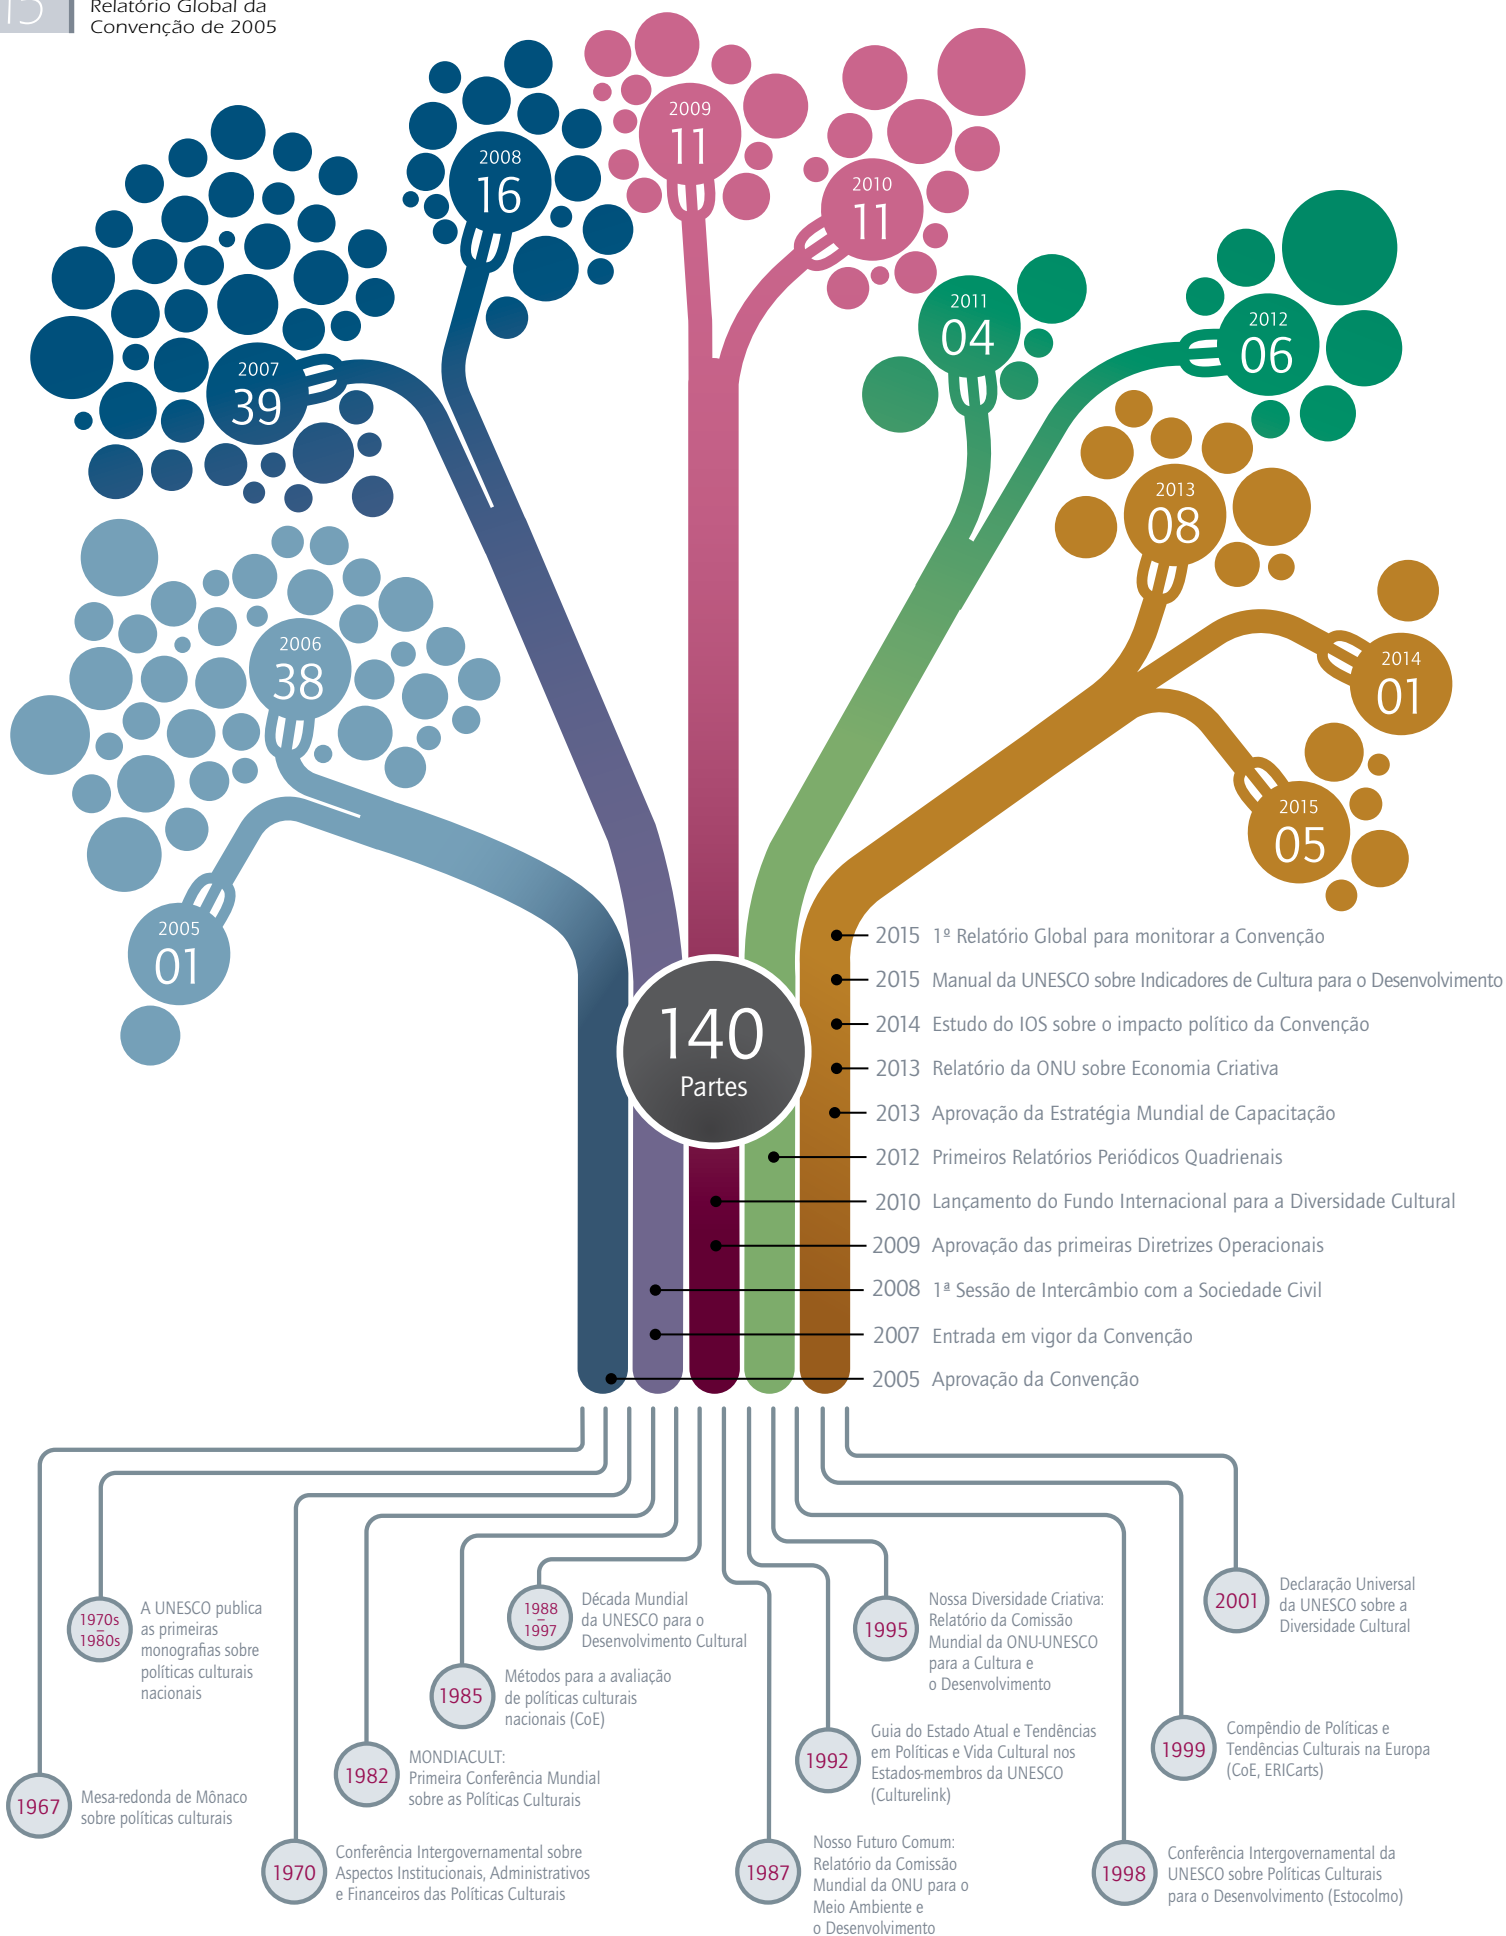 15
Relatório Global da
Convenção de 2005
2009
11
2008
16
2010
11
2011
04
2012
06
2007
39
2013
08
2006
38
2014
01
2015
05
2005
01
140
Partes
2015 1º Relatório Global para monitorar a Convenção
2015 Manual da UNESCO sobre Indicadores de Cultura para o Desenvolvimento
2014 Estudo do IOS sobre o impacto político da Convenção
2013 Relatório da ONU sobre Economia Criativa
2013 Aprovação da Estratégia Mundial de Capacitação
2012 Primeiros Relatórios Periódicos Quadrienais
2010 Lançamento do Fundo Internacional para a Diversidade Cultural
2009 Aprovação das primeiras Diretrizes Operacionais
2008 1ª Sessão de Intercâmbio com a Sociedade Civil
2007 Entrada em vigor da Convenção
2005 Aprovação da Convenção
1967
Mesa-redonda de Mônaco
sobre políticas culturais
1970s
–
1980s
A UNESCO publica
as primeiras
monografias sobre
políticas culturais
nacionais
1970
Conferência Intergovernamental sobre
Aspectos Institucionais, Administrativos
e Financeiros das Políticas Culturais
1982
MONDIACULT:
Primeira Conferência Mundial
sobre as Políticas Culturais
1985
Métodos para a avaliação
de políticas culturais
nacionais (CoE)
1988
–
1997
Década Mundial
da UNESCO para o
Desenvolvimento Cultural
1987
Nosso Futuro Comum:
Relatório da Comissão
Mundial da ONU para o
Meio Ambiente e
o Desenvolvimento
1992
Guia do Estado Atual e Tendências
em Políticas e Vida Cultural nos
Estados-membros da UNESCO
(Culturelink)
1995
Nossa Diversidade Criativa:
Relatório da Comissão
Mundial da ONU-UNESCO
para a Cultura e
o Desenvolvimento
1998
Conferência Intergovernamental da
UNESCO sobre Políticas Culturais
para o Desenvolvimento (Estocolmo)
1999
Compêndio de Políticas e
Tendências Culturais na Europa
(CoE, ERICarts)
2001
Declaração Universal
da UNESCO sobre a
Diversidade Cultural